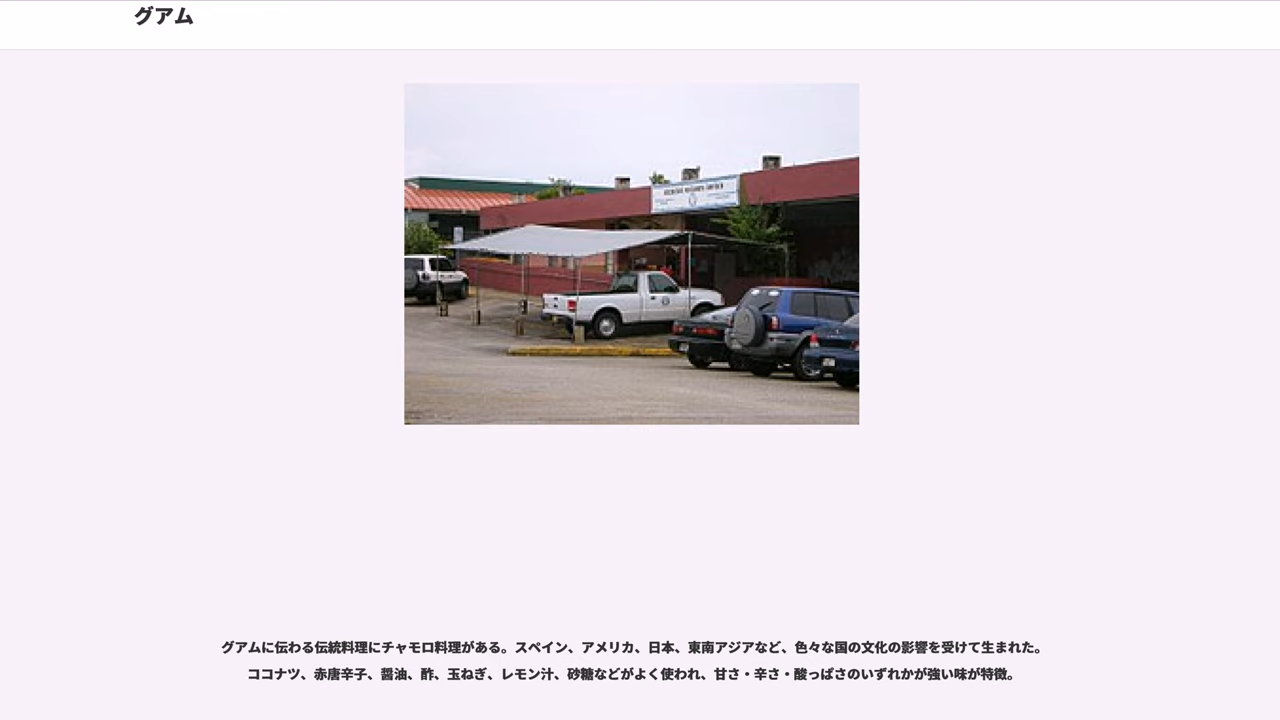 グアム
グアムに伝わる伝統料理にチャモロ料理がある。スペイン、アメリカ、日本、東南アジアなど、色々な国の文化の影響を受けて生まれた。
ココナツ、赤唐辛子、醤油、酢、玉ねぎ、レモン汁、砂糖などがよく使われ、甘さ・辛さ・酸っぱさのいずれかが強い味が特徴。